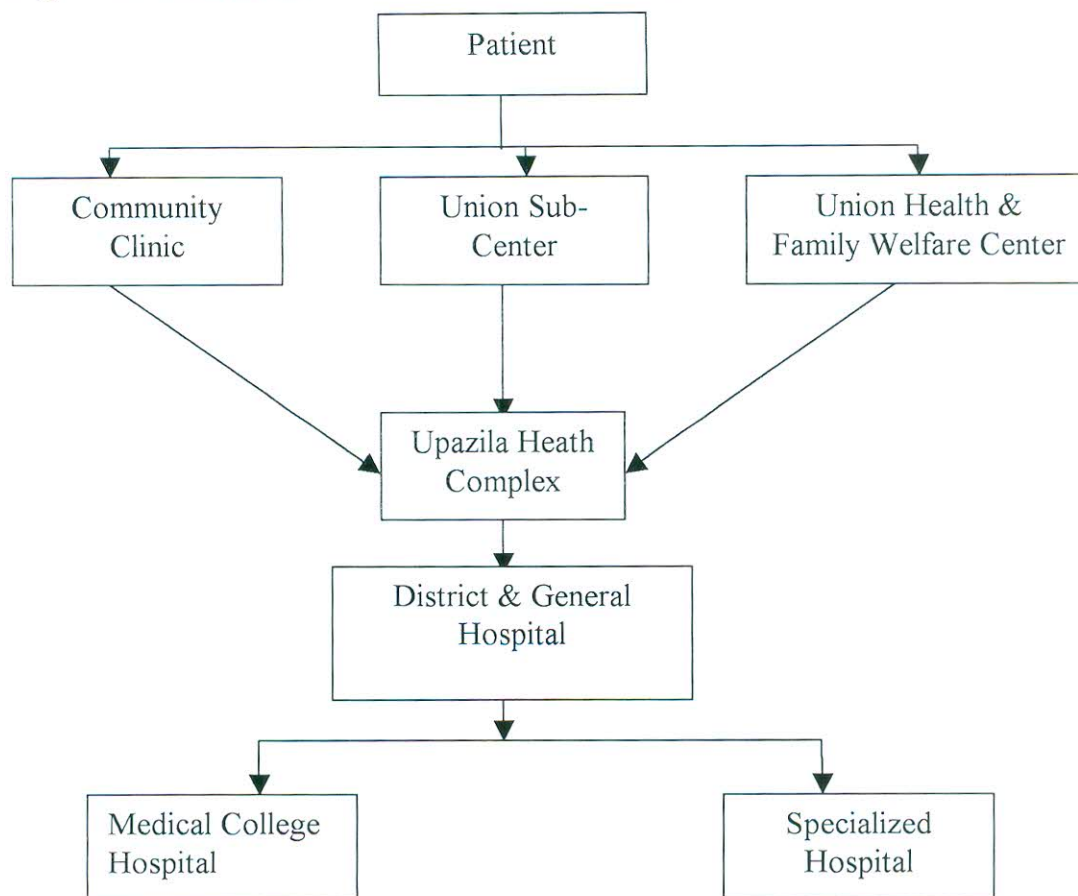 Patient
Community
Clinic
Union Sub-
Center
Union Health &
Family Welfare Center
Upazila Heath
Complex
District & General
Hospital
Medical College
Hospital
Specialized
Hospital